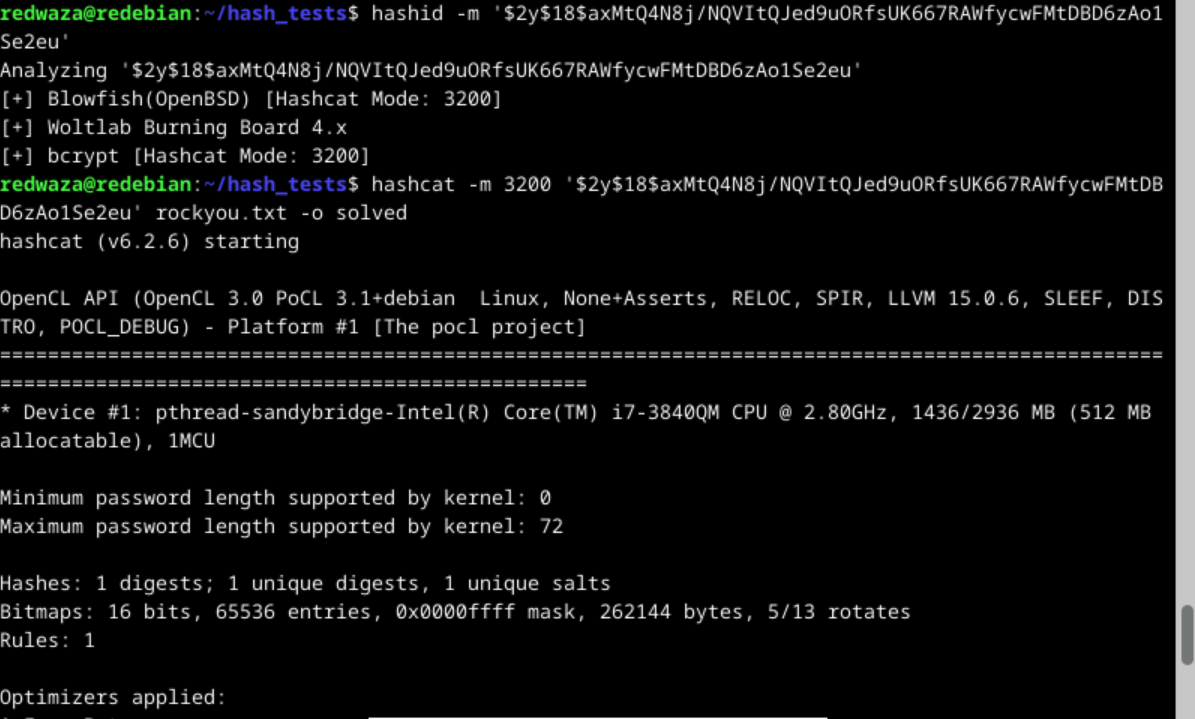 redwaza@redebian:~/hash_tests$ hashid -m '$2y$18$axMtQ4N8j/NQVItQJed9uORfsUK667RAWfycwFMtDBD6zAo1
Se2eu'
Analyzing '$2y$18$axMtQ4N8j/NQVItQJed9uORfsUK667RAWfycwFMtDBD6zAo1Se2eu'
[+] Blowfish(OpenBSD) [Hashcat Mode: 3200]
[+] Woltlab Burning Board 4.x
[+] bcrypt [Hashcat Mode: 3200]
redwaza@redebian:~/hash_tests$ hashcat -m 3200 '$2y$18$axMtQ4N8j/NQVItQJed9uORfsUK667RAWfycwFMtDB
D6zAo1Se2eu' rockyou.txt -o solved
hashcat (v6.2.6) starting
OpenCL API (OpenCL 3.0 PoCL 3.1+debian  Linux, None+Asserts, RELOC, SPIR, LLVM 15.0.6, SLEEF, DIS
TRO, POCL_DEBUG) - Platform #1 [The pocl project]
==================================================================================================
=================================================
* Device #1: pthread-sandybridge-Intel(R) Core(TM) i7-3840QM CPU @ 2.80GHz, 1436/2936 MB (512 MB
allocatable), 1MCU
Minimum password length supported by kernel: 0
Maximum password length supported by kernel: 72
Hashes: 1 digests; 1 unique digests, 1 unique salts
Bitmaps: 16 bits, 65536 entries, 0x0000ffff mask, 262144 bytes, 5/13 rotates
Rules: 1
Optimizers applied: